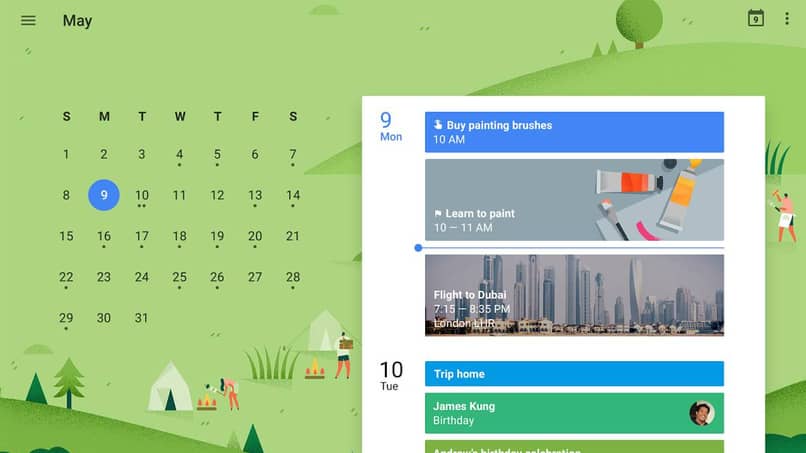 May
9
S M T W T F S
1 2 3 4 5 6 7
8 9 10 11 12 13 14
15 16 17 18 19 20 21
22 23 24 25 26 27 28
29 30 31
9
Mon
Buy painting brushes
10 AM
Learn to paint
10 — 11 AM
Flight to Dubai
7:15 — 8:35 PM
London LHR
10
Tue
Trip home
James Kung
Birthday
Andrew's birthday celebration